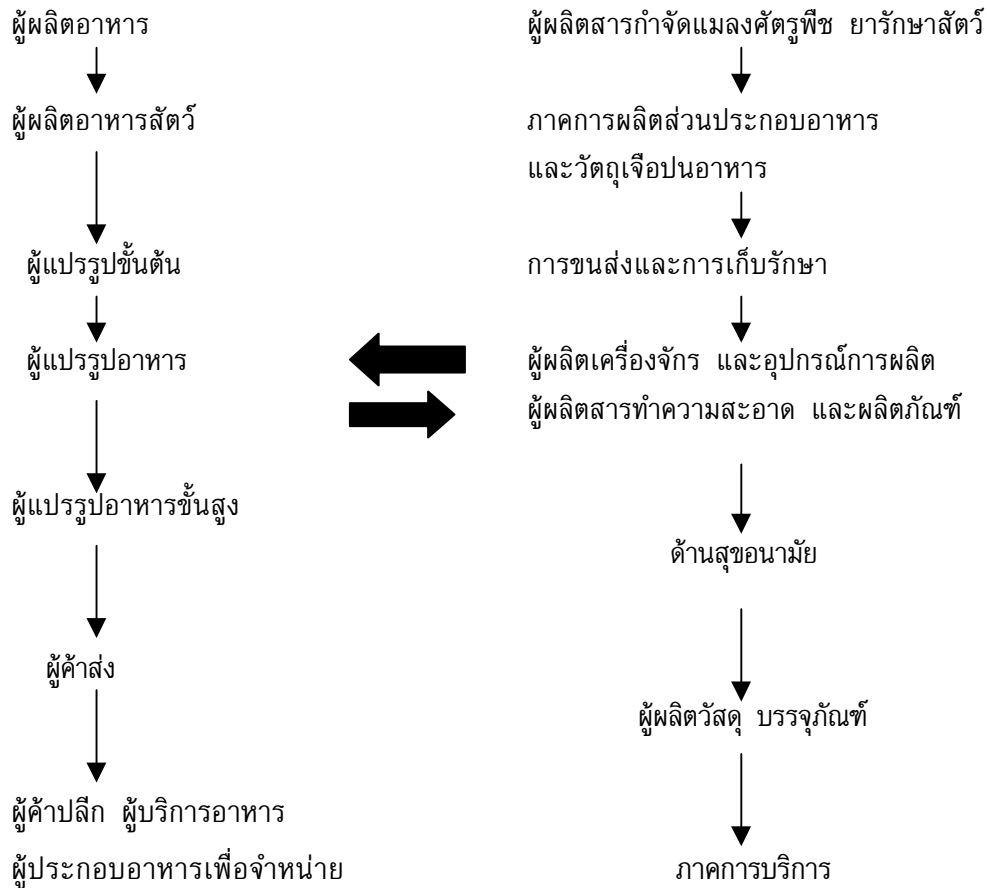 ผู้ผลิตอาหาร
ผู้ผลิตอาหารสัตว์
ผู้แปรรูปขั้นต้น
ผู้แปรรูปอาหาร
ผู้แปรรูปอาหารขั้นสูง
ผู้ค้าส่ง
ผู้ค้าปลีก ผู้บริการอาหาร
ผู้ประกอบอาหารเพื่อจำหน่าย
ผู้ผลิตสารกำจัดแมลงศัตรูพืช ยารักษาสัตว์
ภาคการผลิตส่วนประกอบอาหาร
และวัตถุเจือปนอาหาร
การขนส่งและการเก็บรักษา
ผู้ผลิตเครื่องจักร และอุปกรณ์การผลิต
ผู้ผลิตสารทำความสะอาด และผลิตภัณฑ์
ด้านสุขอนามัย
ผู้ผลิตวัสดุ บรรจุภัณฑ์
ภาคการบริการ